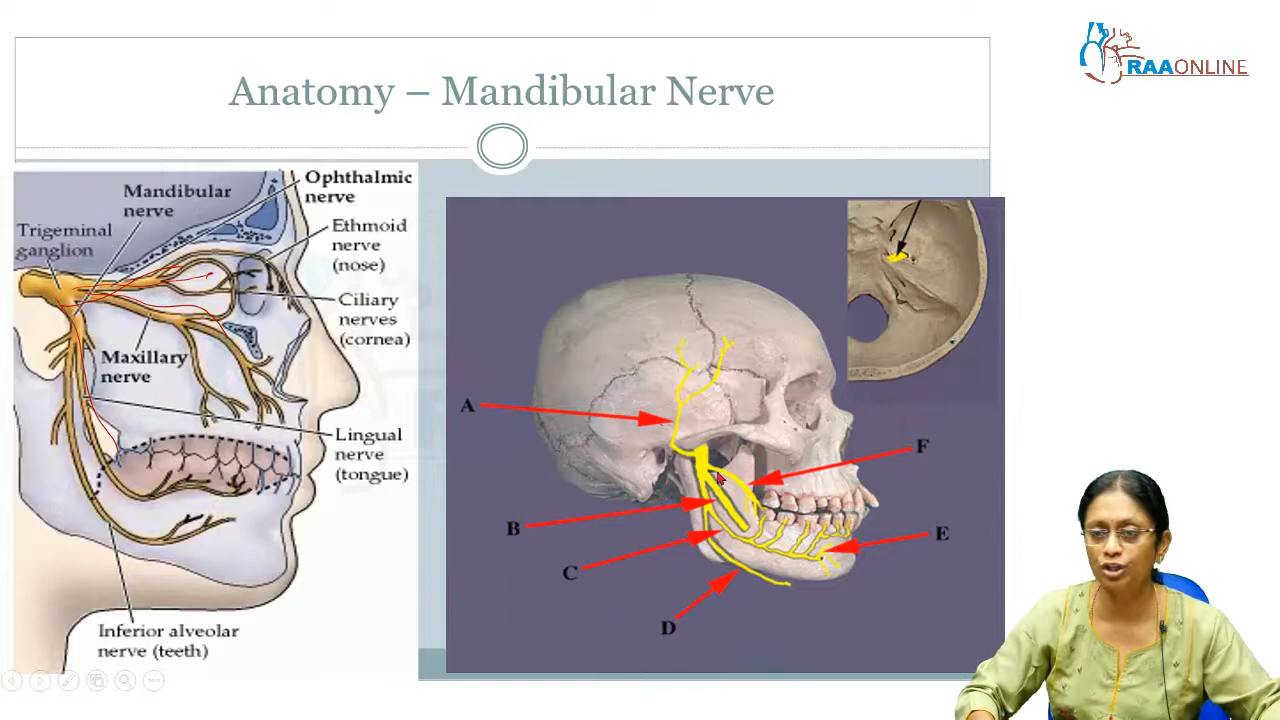 Anatomy – Mandibular Nerve
RAAONLINE
Ophthalmic
nerve
Mandibular
nerve
Trigeminal
ganglion
Ethmoid
nerve
(nose)
Ciliary
nerves
(cornea)
Maxillary
nerve
Lingual
nerve
(tongue)
Inferior alveolar
nerve (teeth)
A
B
C
D
E
F